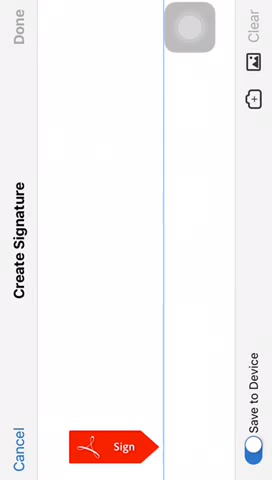 Cancel
Create Signature
Done
Sign
Save to Device
Clear